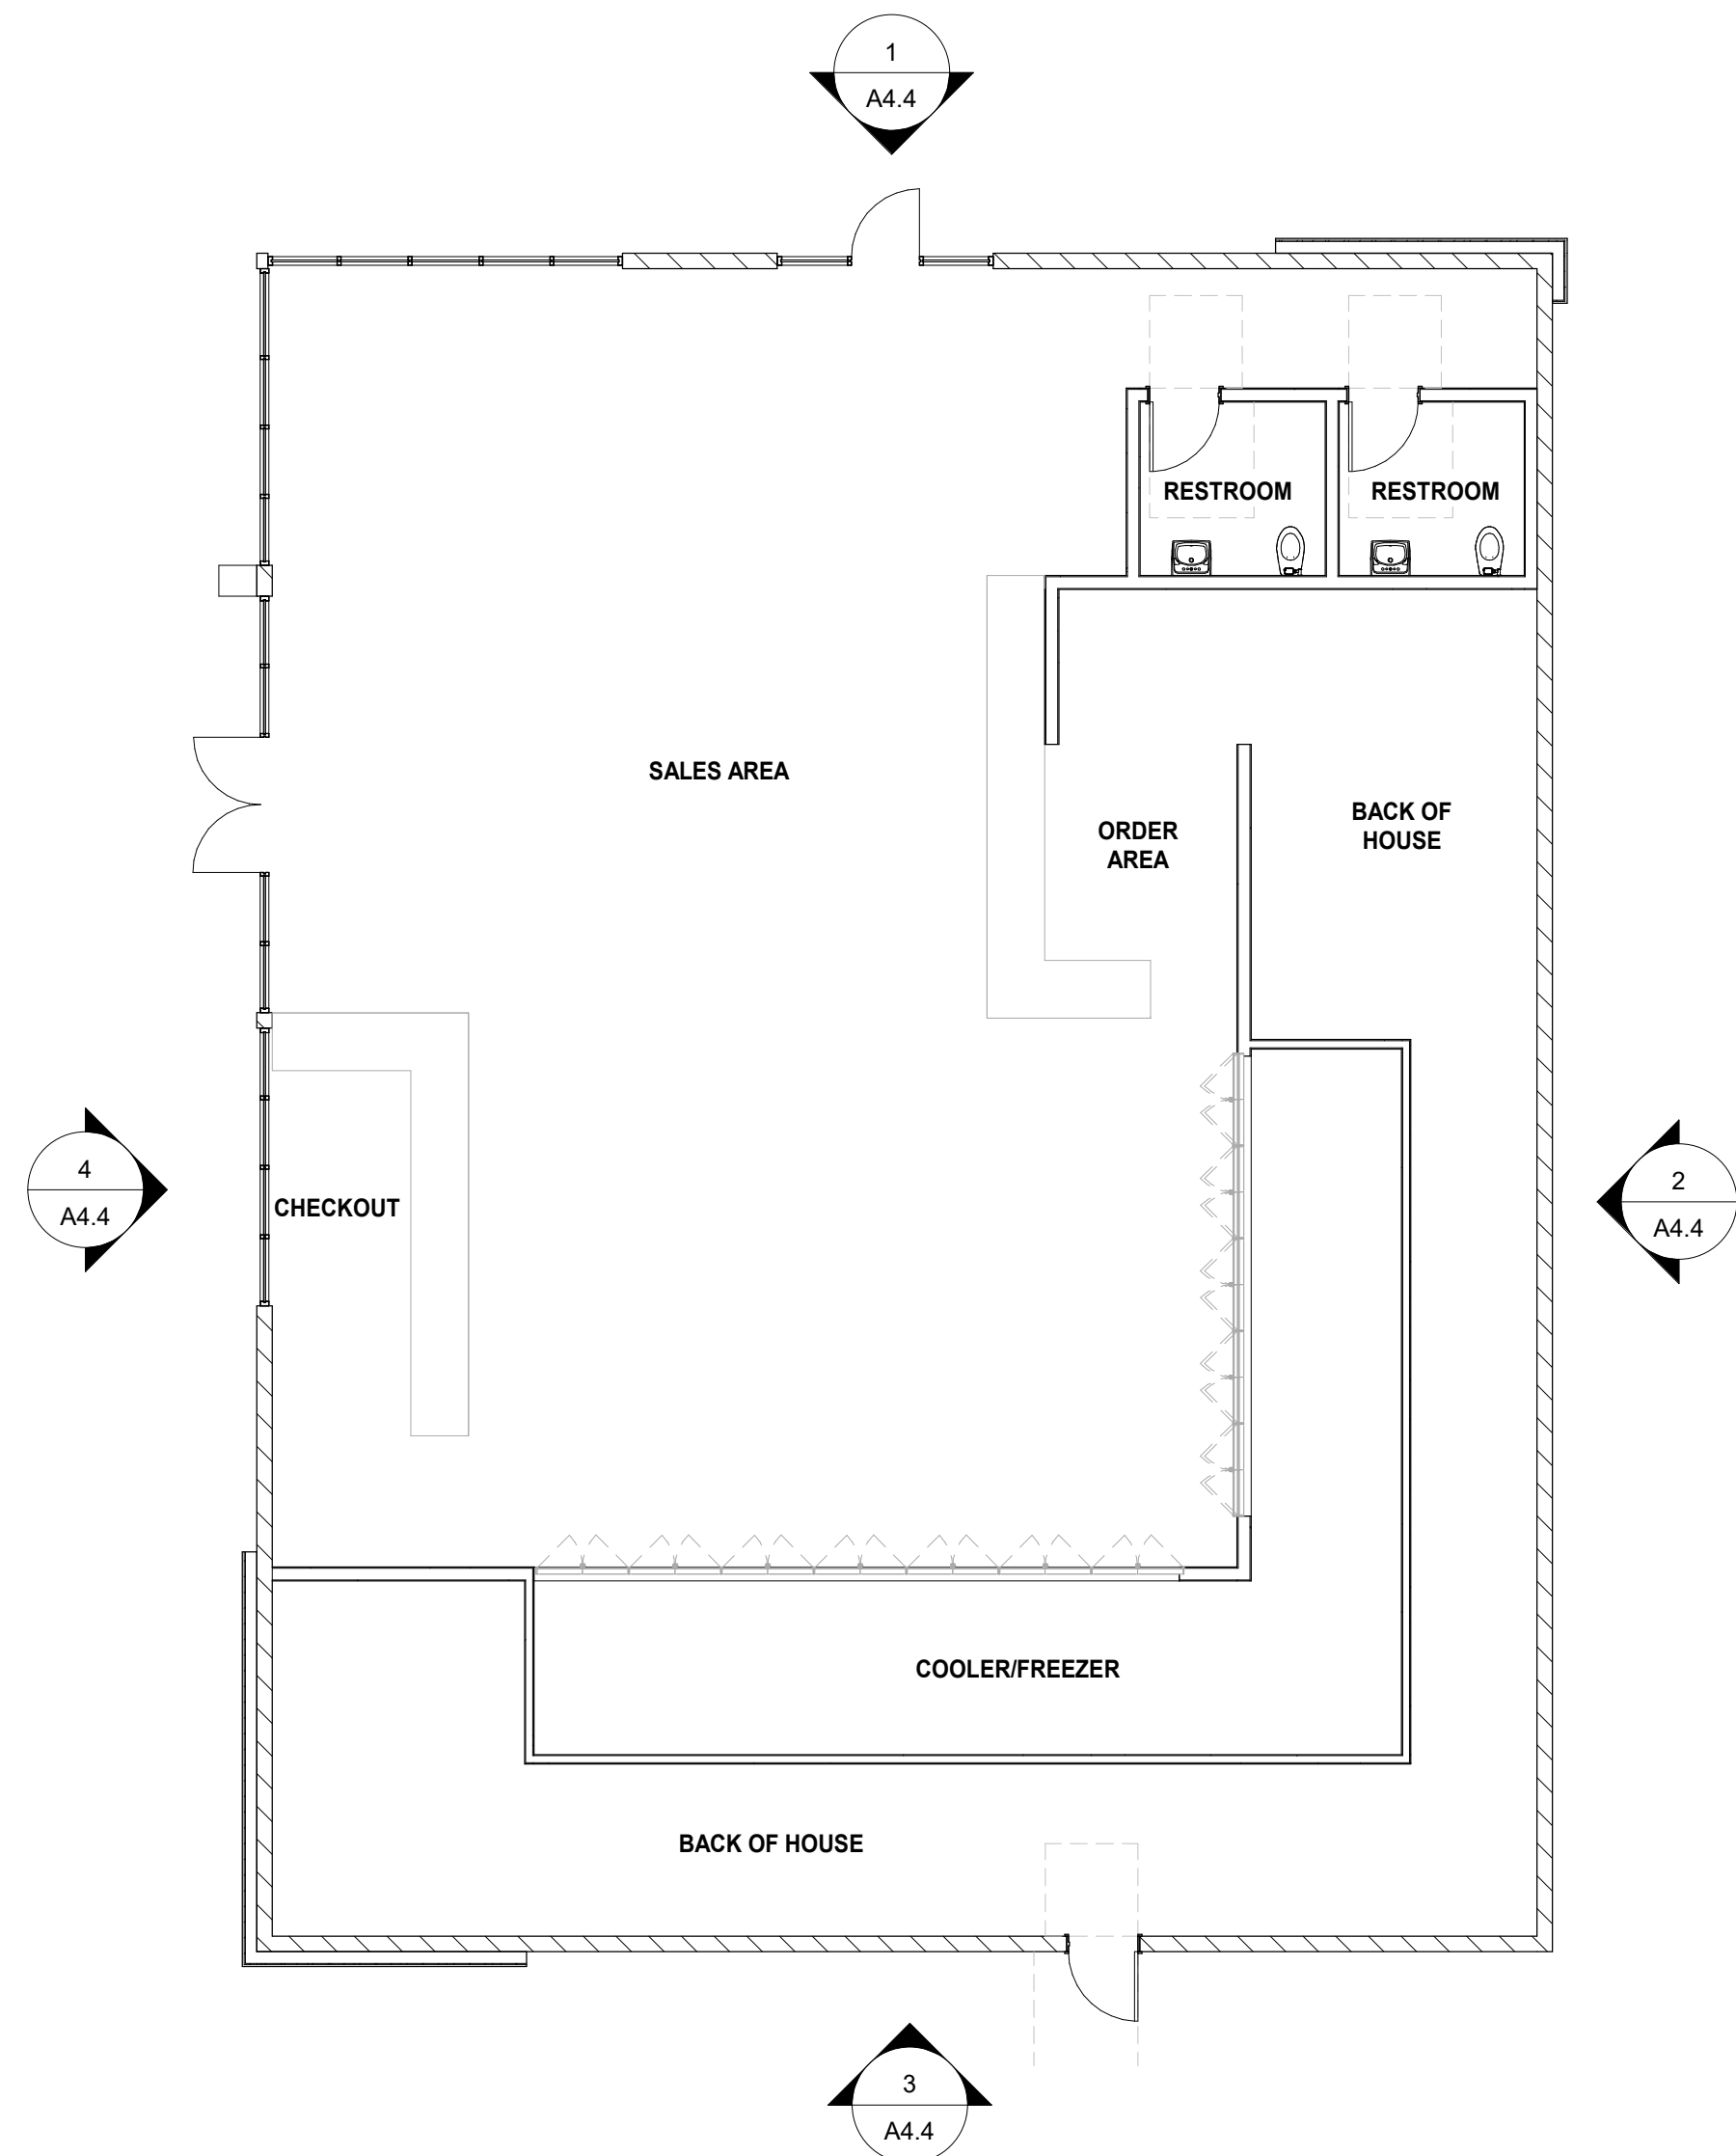 1
A4.4
RESTROOM
RESTROOM
SALES AREA
BACK OF
HOUSE
ORDER
AREA
4
A4.4
CHECKOUT
2
A4.4
COOLER/FREEZER
BACK OF HOUSE
3
A4.4